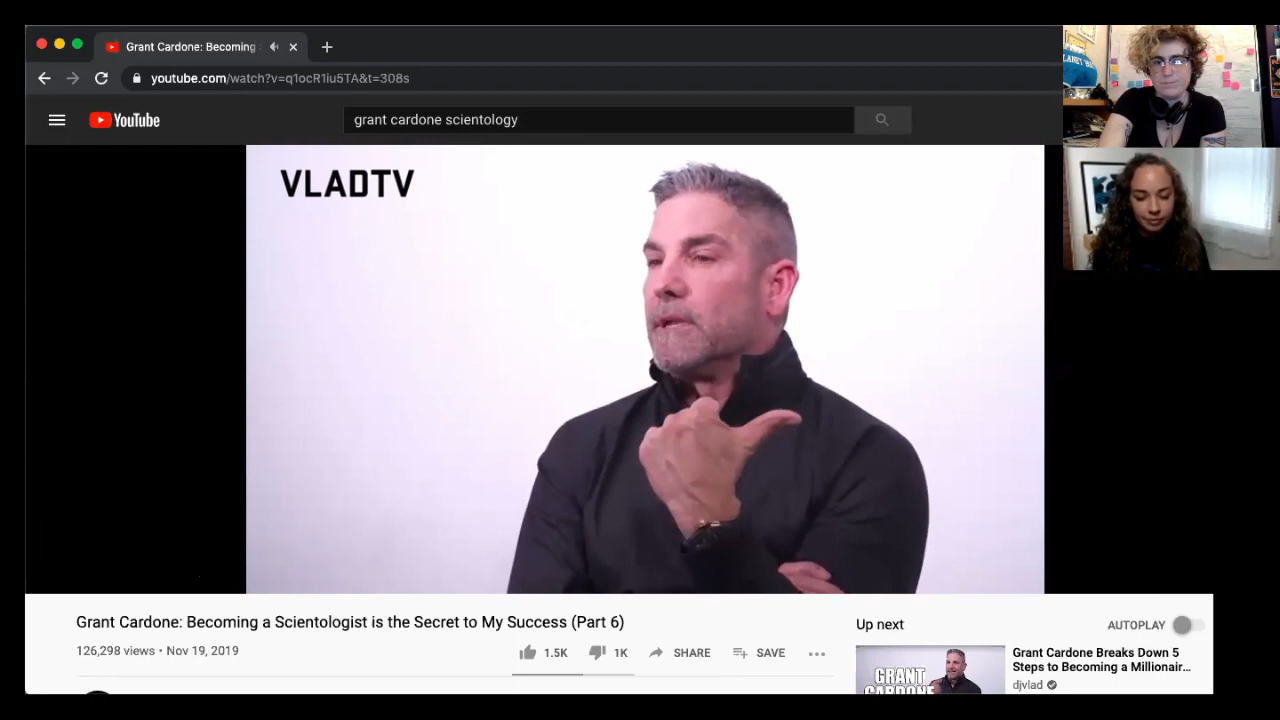 Grant Cardone: Becoming
youtube.com/watch?v=q1ocR1iu5TA&t=308s
YouTube
grant cardone scientology
VLADTV
Grant Cardone: Becoming a Scientologist is the Secret to My Success (Part 6)
126,298 views • Nov 19, 2019
1.5K
1K
SHARE
SAVE
Up next
AUTOPLAY
GRANT
CARDONE
Grant Cardone Breaks Down 5
Steps to Becoming a Millionair...
djvlad